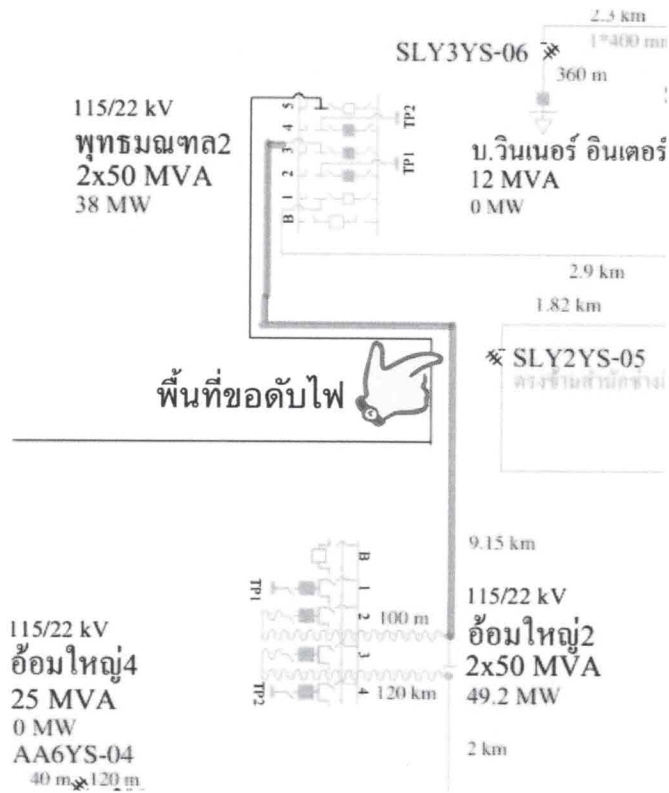 2.3 km
SLY3YS-06
1*400 mm
360 m
115/22 kV
พุทธมณฑล2
2x50 MVA
38 MW
5
4
3
2
1
B
TP2
TP1
บ.วินเนอร์ อินเตอร์
12 MVA
0 MW
2.9 km
1.82 km
SLY2YS-05
พื้นที่ขอดับไฟ
9.15 km
B
1
2
3
4
TP1
TP2
100 m
120 km
115/22 kV
อ้อมใหญ่2
2x50 MVA
49.2 MW
2 km
115/22 kV
อ้อมใหญ่4
25 MVA
0 MW
AA6YS-04
40 m
120 m